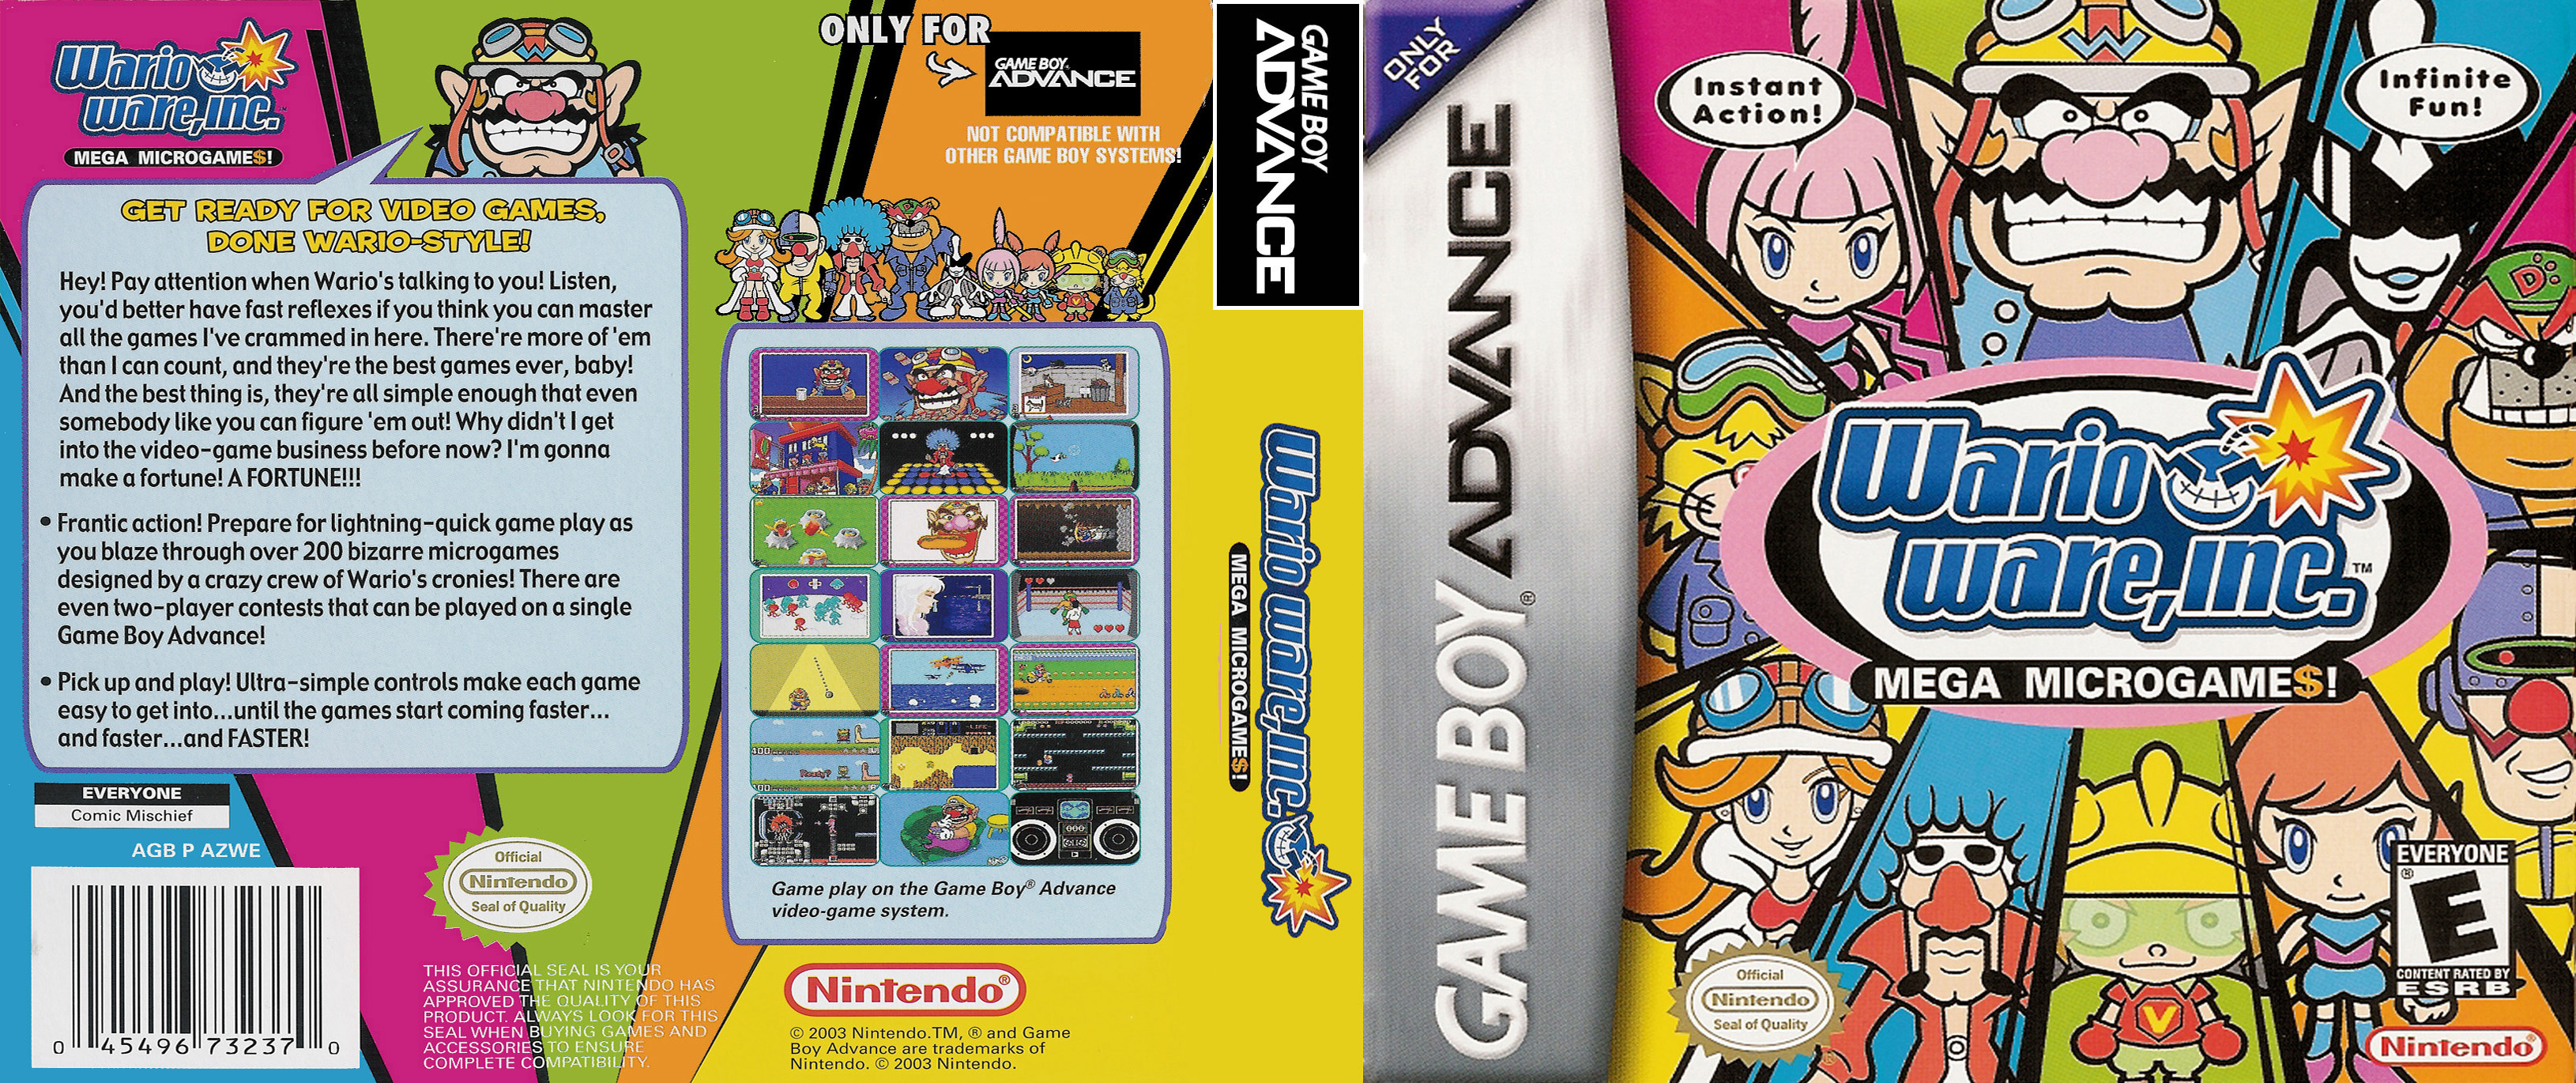 Wario
ware,inc.
MEGA MICROGAME$!
ONLY FOR
GAME BOY
ADVANCE
NOT COMPATIBLE WITH
OTHER GAME BOY SYSTEMS!
GET READY FOR VIDEO GAMES,
DONE WARIO-STYLE!
Hey! Pay attention when Wario's talking to you! Listen,
you'd better have fast reflexes if you think you can master
all the games I've crammed in here. There're more of 'em
than I can count, and they're the best games ever, baby!
And the best thing is, they're all simple enough that even
somebody like you can figure 'em out! Why didn't I get
into the video-game business before now? I'm gonna
make a fortune! A FORTUNE!!!
• Frantic action! Prepare for lightning-quick game play as
you blaze through over 200 bizarre microgames
designed by a crazy crew of Wario's cronies! There are
even two-player contests that can be played on a single
Game Boy Advance!
• Pick up and play! Ultra-simple controls make each game
easy to get into...until the games start coming faster...
and faster...and FASTER!
EVERYONE
Comic Mischief
AGB P AZWE
0 45496 73237 0
Official
Nintendo
Seal of Quality
THIS OFFICIAL SEAL IS YOUR
ASSURANCE THAT NINTENDO HAS
APPROVED THE QUALITY OF THIS
PRODUCT. ALWAYS LOOK FOR THIS
SEAL WHEN BUYING GAMES AND
ACCESSORIES TO ENSURE
COMPLETE COMPATIBILITY.
Ready?
Game play on the Game Boy® Advance
video-game system.
Nintendo®
© 2003 Nintendo.TM, ® and Game
Boy Advance are trademarks of
Nintendo. © 2003 Nintendo.
GAME BOY
ADVANCE
Wario ware,inc.
MEGA MICROGAME$!
ONLY
FOR
GAME BOY ADVANCE
®
Instant
Action!
Infinite
Fun!
D
W
Wario
ware,inc.™
MEGA MICROGAME$!
V
Official
Nintendo
Seal of Quality
EVERYONE
E
®
CONTENT RATED BY
ESRB
Nintendo®